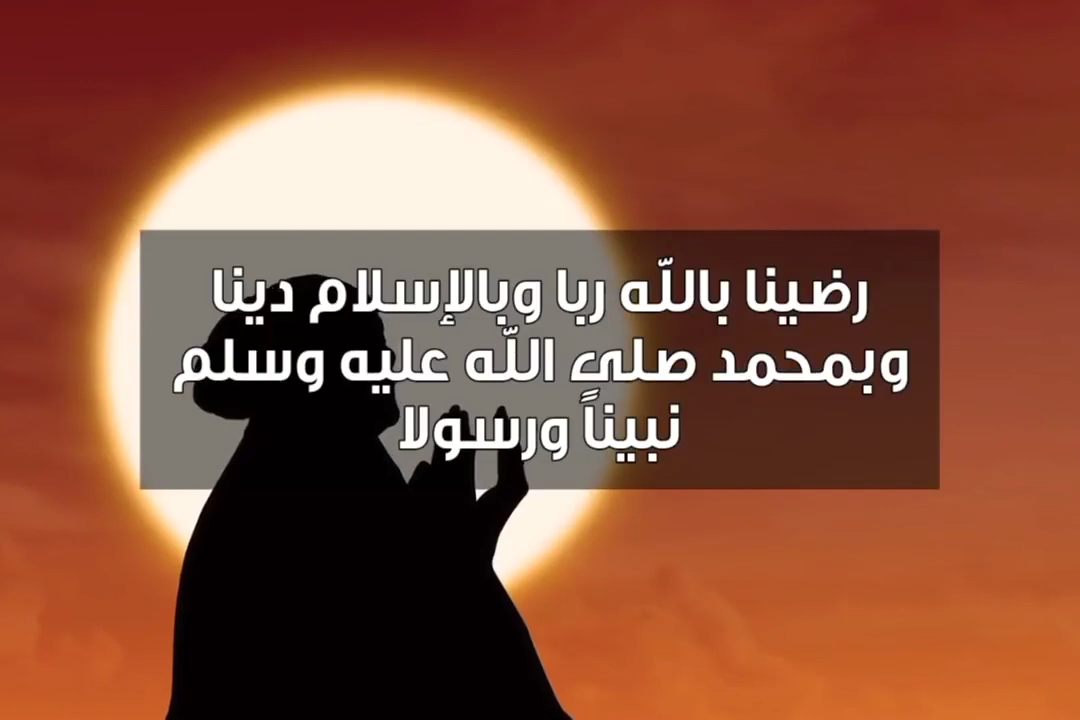 رضينا بالله ربا وبالإسلام دينا
وبمحمد صلى الله عليه وسلم
نبيناً ورسولا